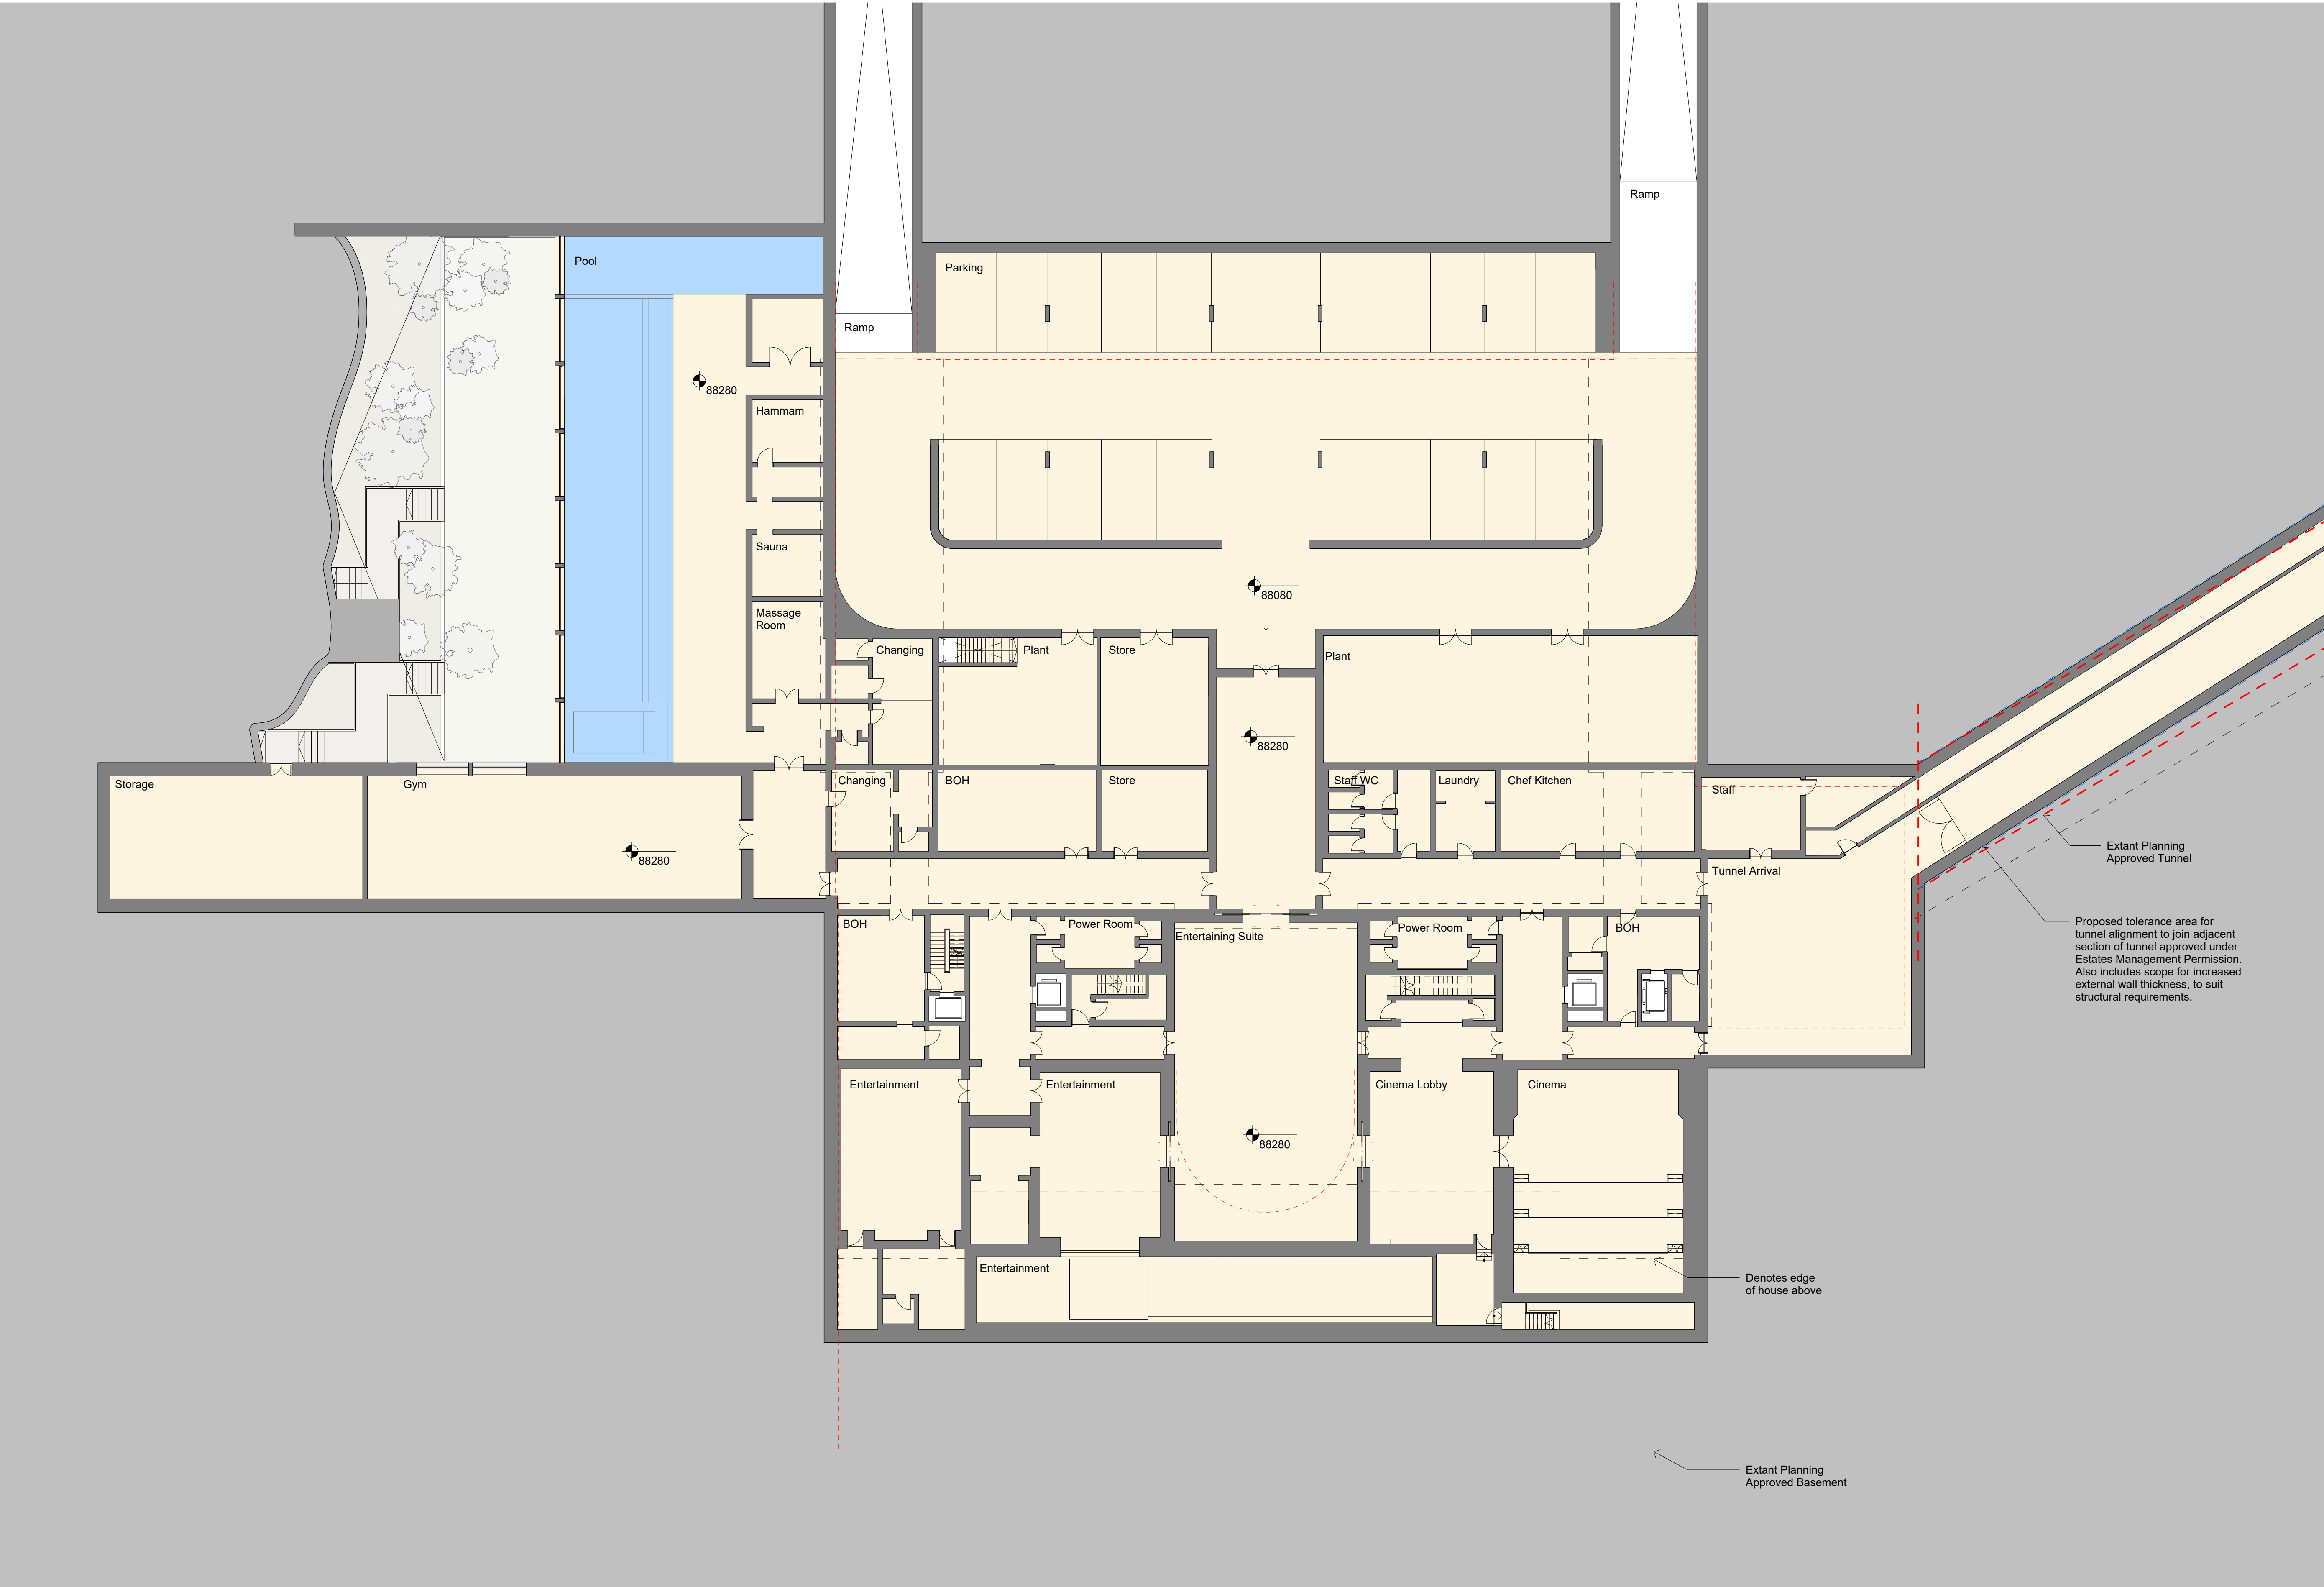 Ramp
Pool
Parking
Ramp
88280
Hammam
Sauna
88080
Massage
Room
Changing
Plant
Store
Plant
88280
Storage
Gym
Changing
BOH
Store
Staff WC
Laundry
Chef Kitchen
Staff
88280
Tunnel Arrival
Extant Planning
Approved Tunnel
BOH
Power Room
Entertaining Suite
Power Room
BOH
Proposed tolerance area for
tunnel alignment to join adjacent
section of tunnel approved under
Estates Management Permission.
Also includes scope for increased
external wall thickness, to suit
structural requirements.
Entertainment
Entertainment
Cinema Lobby
Cinema
88280
Entertainment
Denotes edge
of house above
Extant Planning
Approved Basement